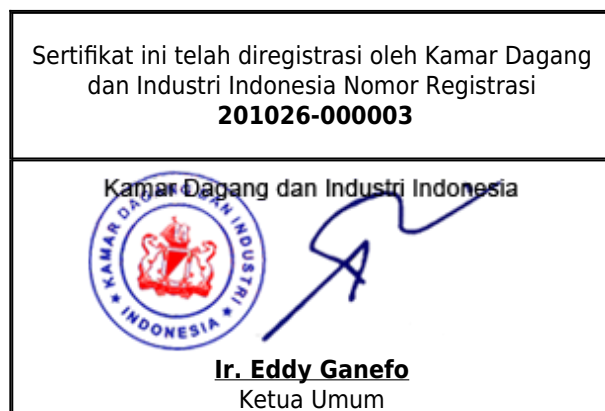 Sertifikat ini telah diregistrasi oleh Kamar Dagang
dan Industri Indonesia Nomor Registrasi
201026-000003
Kamar Dagang dan Industri Indonesia
KAMAR DAGANG DAN INDUSTRI
INDONESIA
Ir. Eddy Ganefo
Ketua Umum